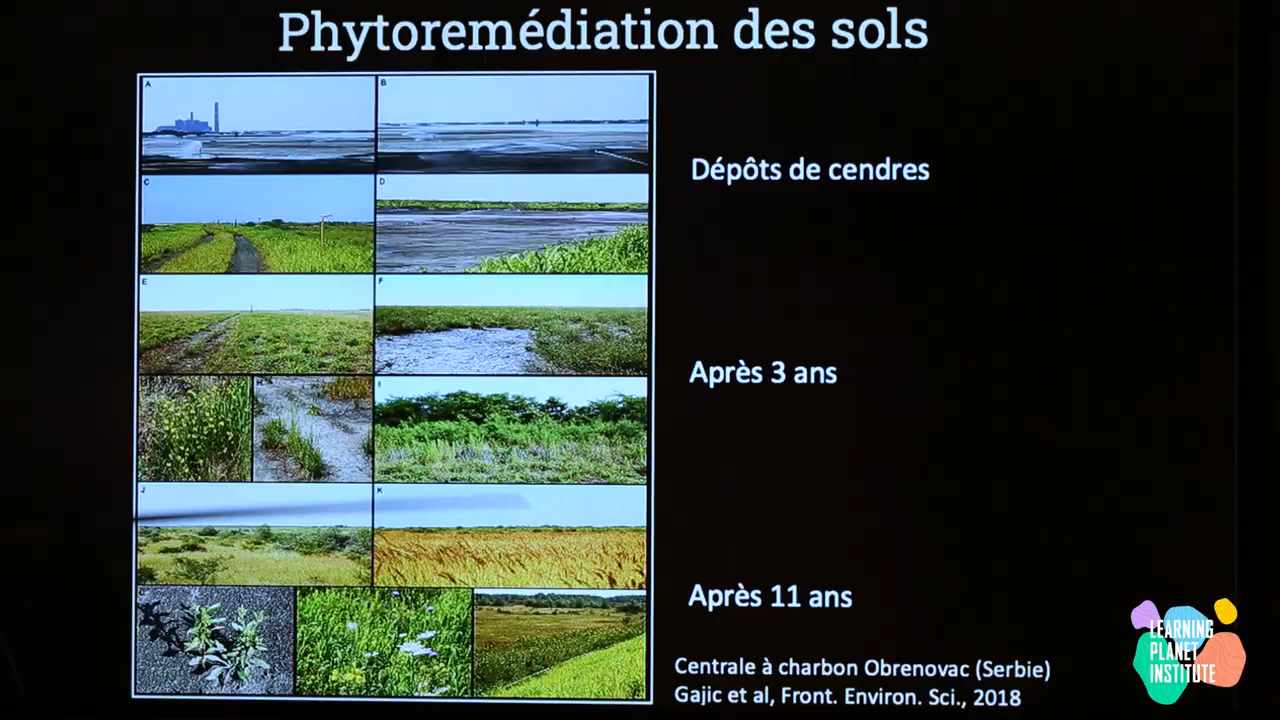 Phytoremédiation des sols
A
B
C
D
E
F
I
J
K
Dépôts de cendres
Après 3 ans
Après 11 ans
Centrale à charbon Obrenovac (Serbie)
Gajic et al, Front. Environ. Sci., 2018
LEARNING
PLANET
INSTITUTE